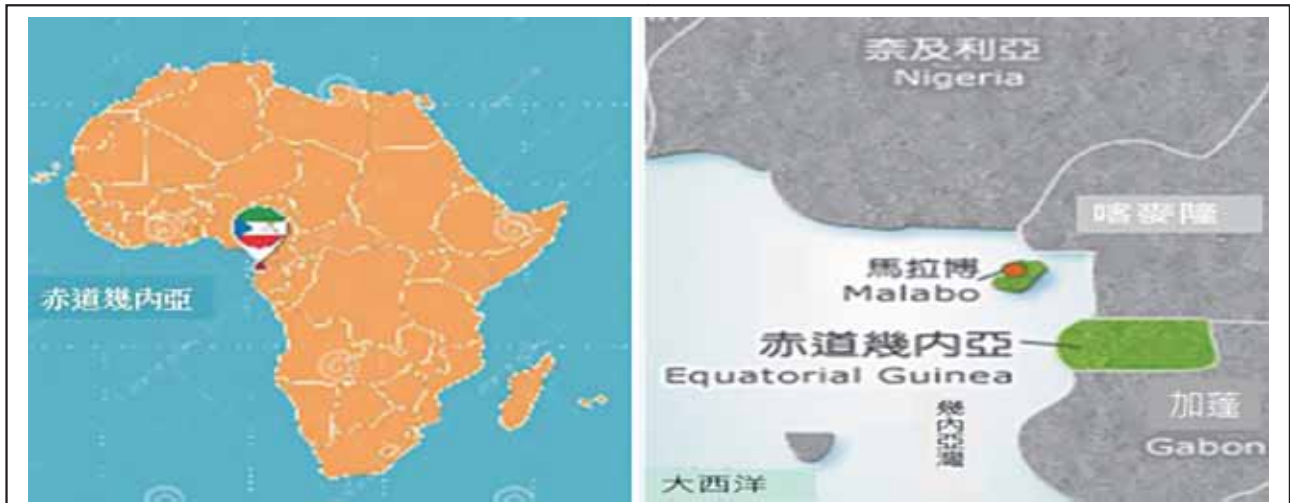 赤道幾內亞
奈及利亞
Nigeria
喀麥隆
馬拉博
Malabo
赤道幾內亞
Equatorial Guinea
幾內亞灣
加蓬
Gabon
大西洋